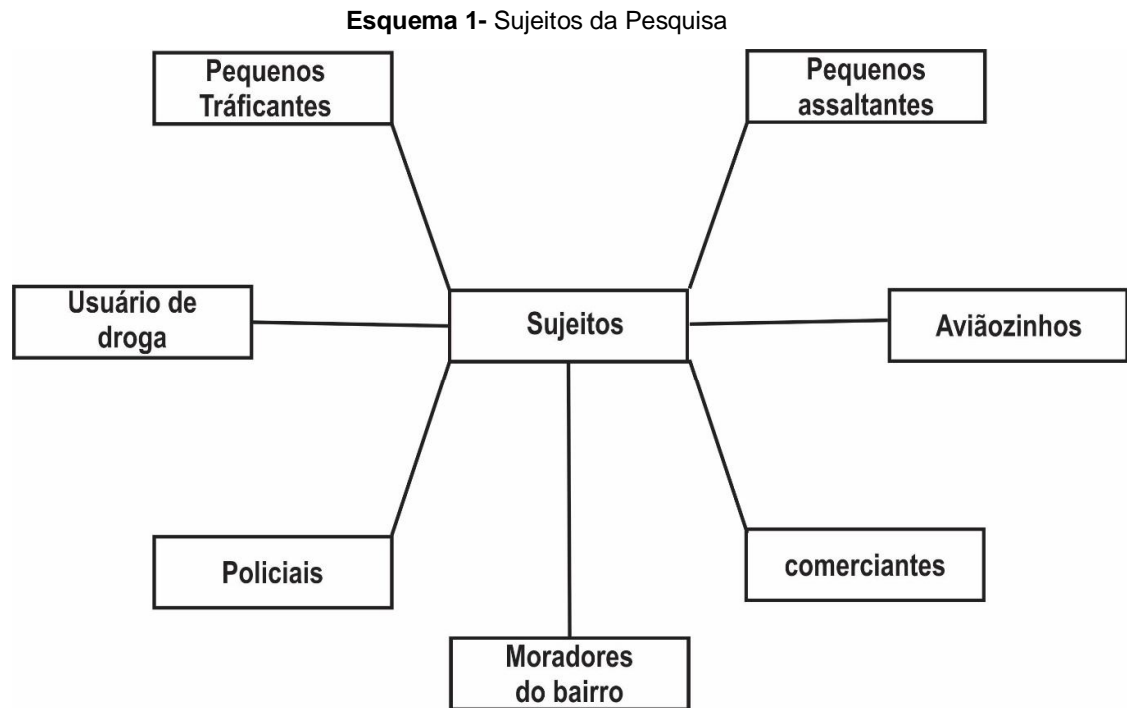 Esquema 1- Sujeitos da Pesquisa
Pequenos
Tráficantes
Pequenos
assaltantes
Usuário de
droga
Sujeitos
Aviãozinhos
Policiais
comerciantes
Moradores
do bairro